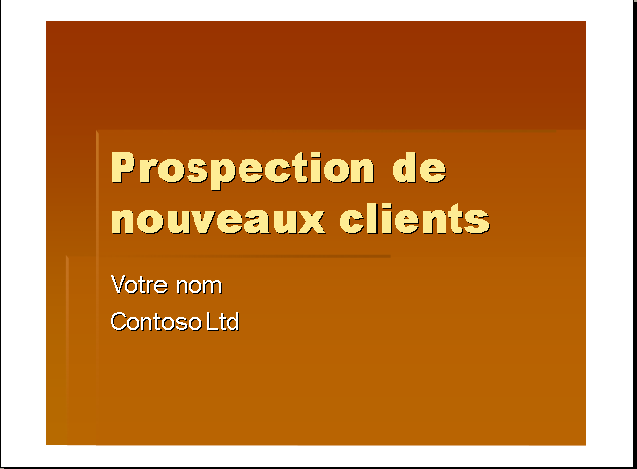 Prospection de
nouveaux clients
Votre nom
Contoso Ltd